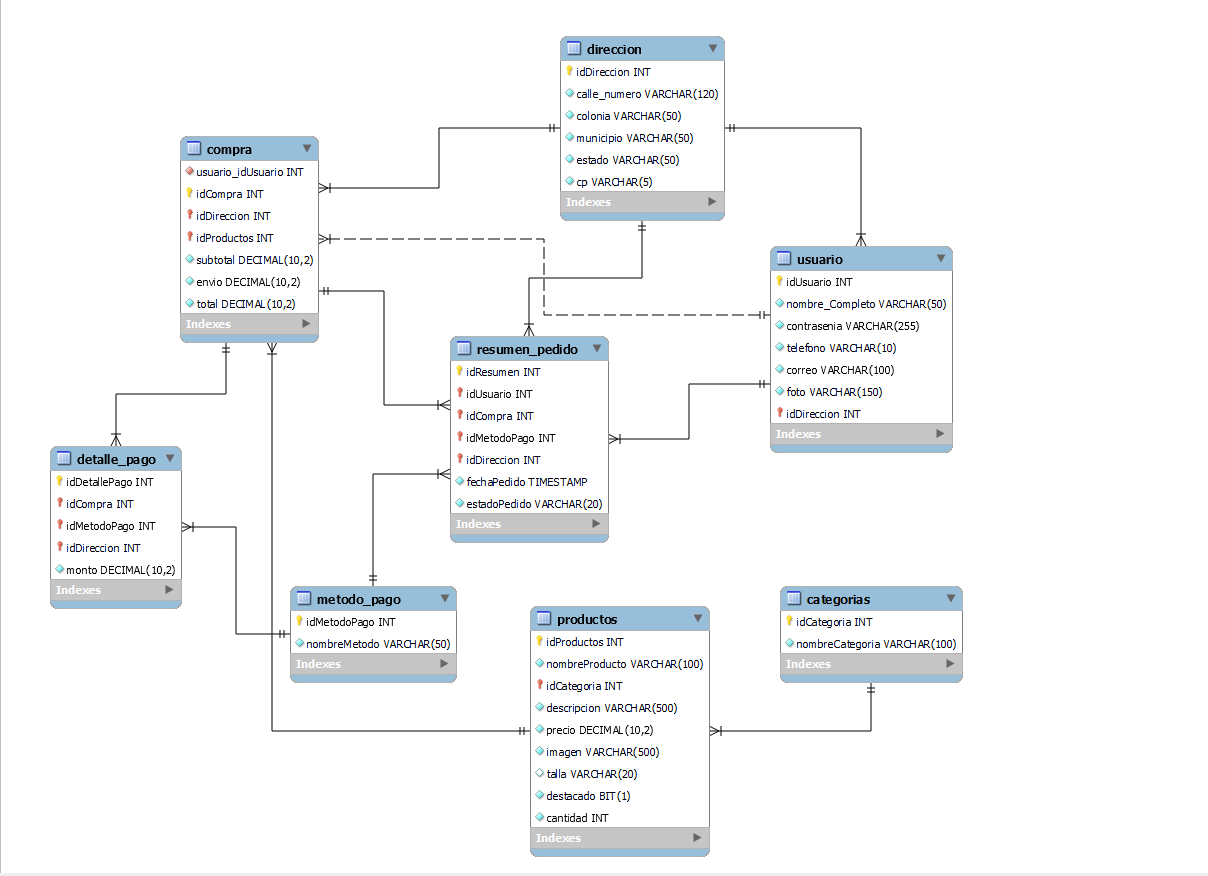 direccion
idDireccion INT
calle_numero VARCHAR(120)
colonia VARCHAR(50)
municipio VARCHAR(50)
estado VARCHAR(50)
cp VARCHAR(5)
Indexes
compra
usuario_idUsuario INT
idCompra INT
idDireccion INT
idProductos INT
subtotal DECIMAL(10,2)
envio DECIMAL(10,2)
total DECIMAL(10,2)
Indexes
usuario
idUsuario INT
nombre_Completo VARCHAR(50)
contrasenia VARCHAR(255)
telefono VARCHAR(10)
correo VARCHAR(100)
foto VARCHAR(150)
idDireccion INT
Indexes
resumen_pedido
idResumen INT
idUsuario INT
idCompra INT
idMetodoPago INT
idDireccion INT
fechaPedido TIMESTAMP
estadoPedido VARCHAR(20)
Indexes
detalle_pago
idDetallePago INT
idCompra INT
idMetodoPago INT
idDireccion INT
monto DECIMAL(10,2)
Indexes
metodo_pago
idMetodoPago INT
nombreMetodo VARCHAR(50)
Indexes
productos
idProductos INT
nombreProducto VARCHAR(100)
idCategoria INT
descripcion VARCHAR(500)
precio DECIMAL(10,2)
imagen VARCHAR(500)
talla VARCHAR(20)
destacado BIT(1)
cantidad INT
Indexes
categorias
idCategoria INT
nombreCategoria VARCHAR(100)
Indexes